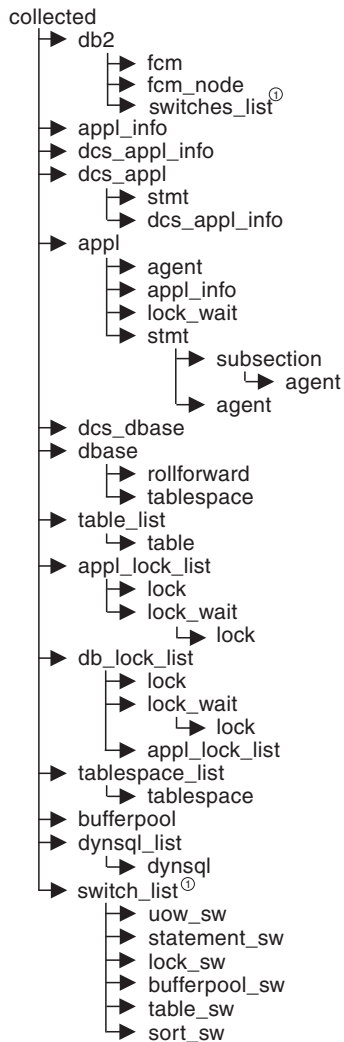 collected
db2
fcm
fcm_node
switches_list①
appl_info
dcs_appl_info
dcs_appl
stmt
dcs_appl_info
appl
agent
appl_info
lock_wait
stmt
subsection
agent
agent
dcs_dbase
dbase
rollforward
tablespace
table_list
table
appl_lock_list
lock
lock_wait
lock
db_lock_list
lock
lock_wait
lock
appl_lock_list
tablespace_list
tablespace
bufferpool
dynsql_list
dynsql
switch_list①
uow_sw
statement_sw
lock_sw
bufferpool_sw
table_sw
sort_sw